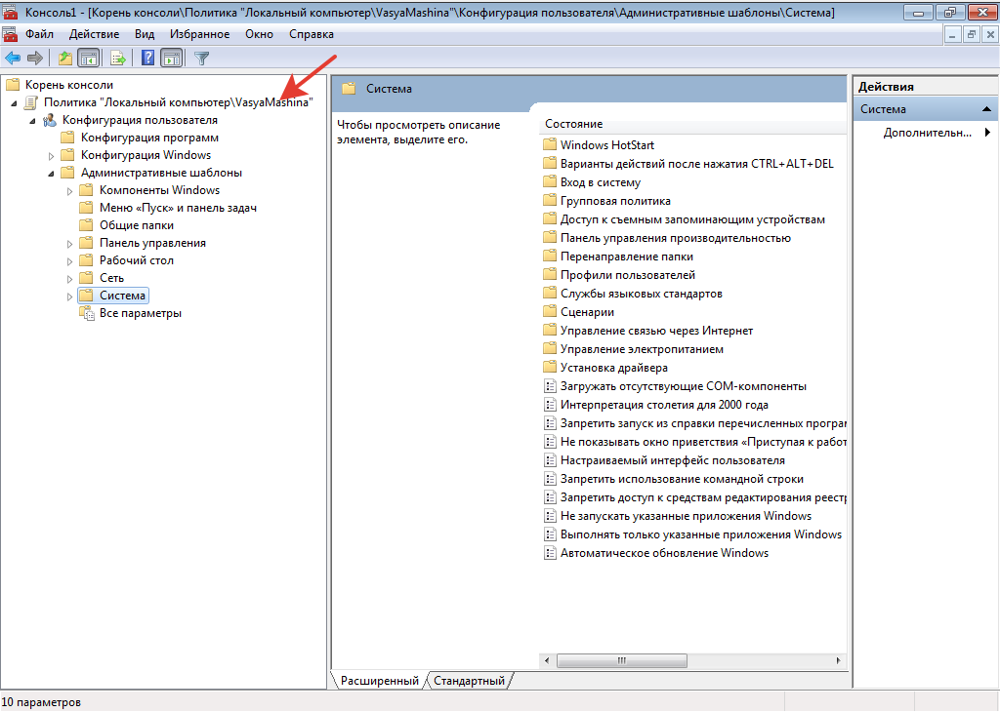 Консоль1 - [Корень консоли\Политика "Локальный компьютер\VasyaMashina"\Конфигурация пользователя\Административные шаблоны\Система]
Файл Действие Вид Избранное Окно Справка
Корень консоли
Политика "Локальный компьютер\VasyaMashina"
Конфигурация пользователя
Конфигурация программ
Конфигурация Windows
Административные шаблоны
Компоненты Windows
Меню «Пуск» и панель задач
Общие папки
Панель управления
Рабочий стол
Сеть
Система
Все параметры
Система
Чтобы просмотреть описание
элемента, выделите его.
Состояние
Windows HotStart
Варианты действий после нажатия CTRL+ALT+DEL
Вход в систему
Групповая политика
Доступ к съемным запоминающим устройствам
Панель управления производительностью
Перенаправление папки
Профили пользователей
Службы языковых стандартов
Сценарии
Управление связью через Интернет
Управление электропитанием
Установка драйвера
Загружать отсутствующие COM-компоненты
Интерпретация столетия для 2000 года
Запретить запуск из справки перечисленных програм
Не показывать окно приветствия «Приступая к работ
Настраиваемый интерфейс пользователя
Запретить использование командной строки
Запретить доступ к средствам редактирования реестр
Не запускать указанные приложения Windows
Выполнять только указанные приложения Windows
Автоматическое обновление Windows
Расширенный Стандартный
Действия
Система
Дополнительн...
10 параметров